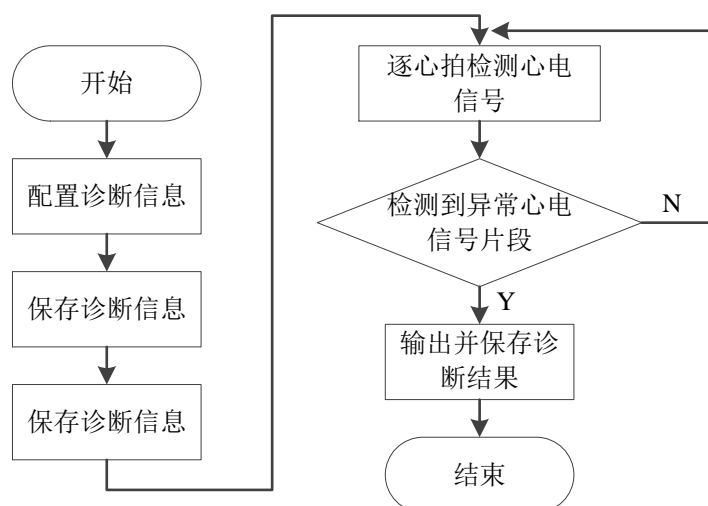 开始
配置诊断信息
保存诊断信息
保存诊断信息
逐心拍检测心电
信号
检测到异常心电
信号片段
N
Y
输出并保存诊
断结果
结束